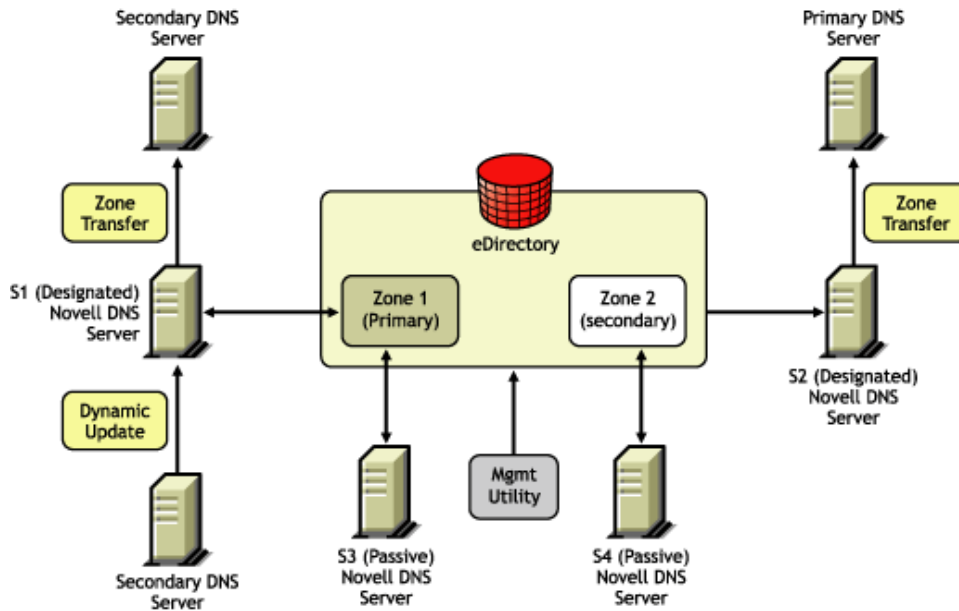 Secondary DNS
Server
Primary DNS
Server
Zone
Transfer
Zone
Transfer
eDirectory
S1 (Designated)
Novell DNS
Server
Zone 1
(Primary)
Zone 2
(secondary)
S2 (Designated)
Novell DNS
Server
Dynamic
Update
Mgmt
Utility
Secondary DNS
Server
S3 (Passive)
Novell DNS
Server
S4 (Passive)
Novell DNS
Server